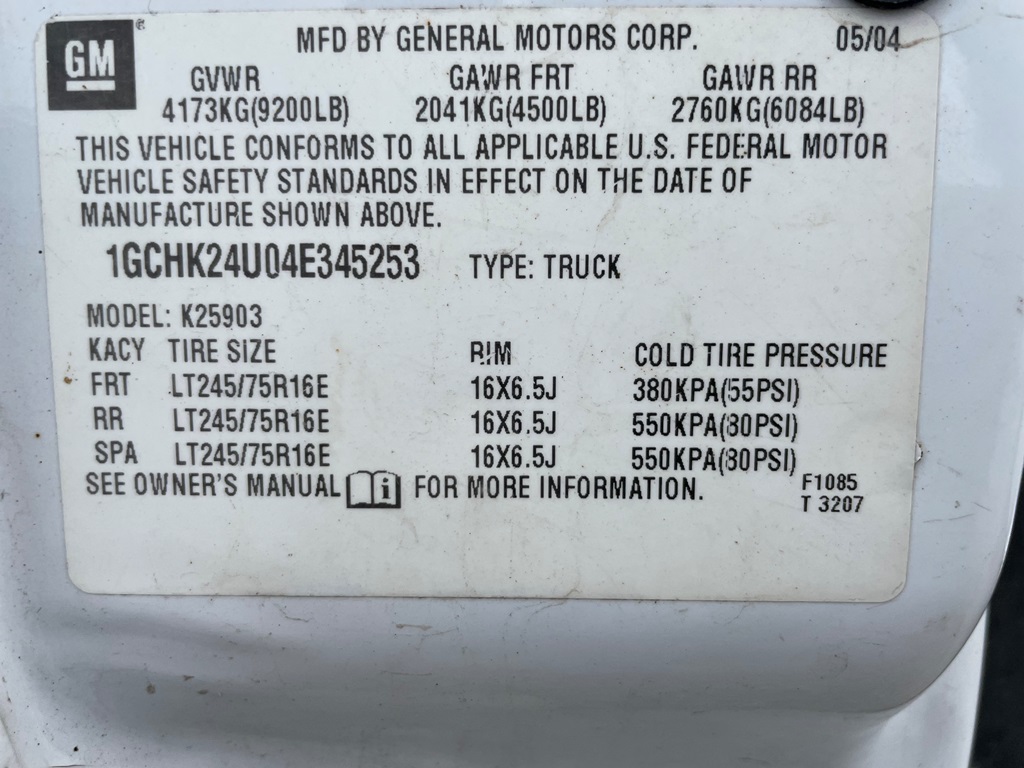 GM ®
MFD BY GENERAL MOTORS CORP. 05/04
GVWR GAWR FRT GAWR RR
4173KG(9200LB) 2041KG(4500LB) 2760KG(6084LB)
THIS VEHICLE CONFORMS TO ALL APPLICABLE U.S. FEDERAL MOTOR
VEHICLE SAFETY STANDARDS IN EFFECT ON THE DATE OF
MANUFACTURE SHOWN ABOVE.
1GCHK24U04E345253 TYPE: TRUCK
MODEL: K25903
KACY TIRE SIZE RIM COLD TIRE PRESSURE
FRT LT245/75R16E 16X6.5J 380KPA(55PSI)
RR LT245/75R16E 16X6.5J 550KPA(80PSI)
SPA LT245/75R16E 16X6.5J 550KPA(80PSI)
SEE OWNER'S MANUAL i FOR MORE INFORMATION. F1085
T 3207